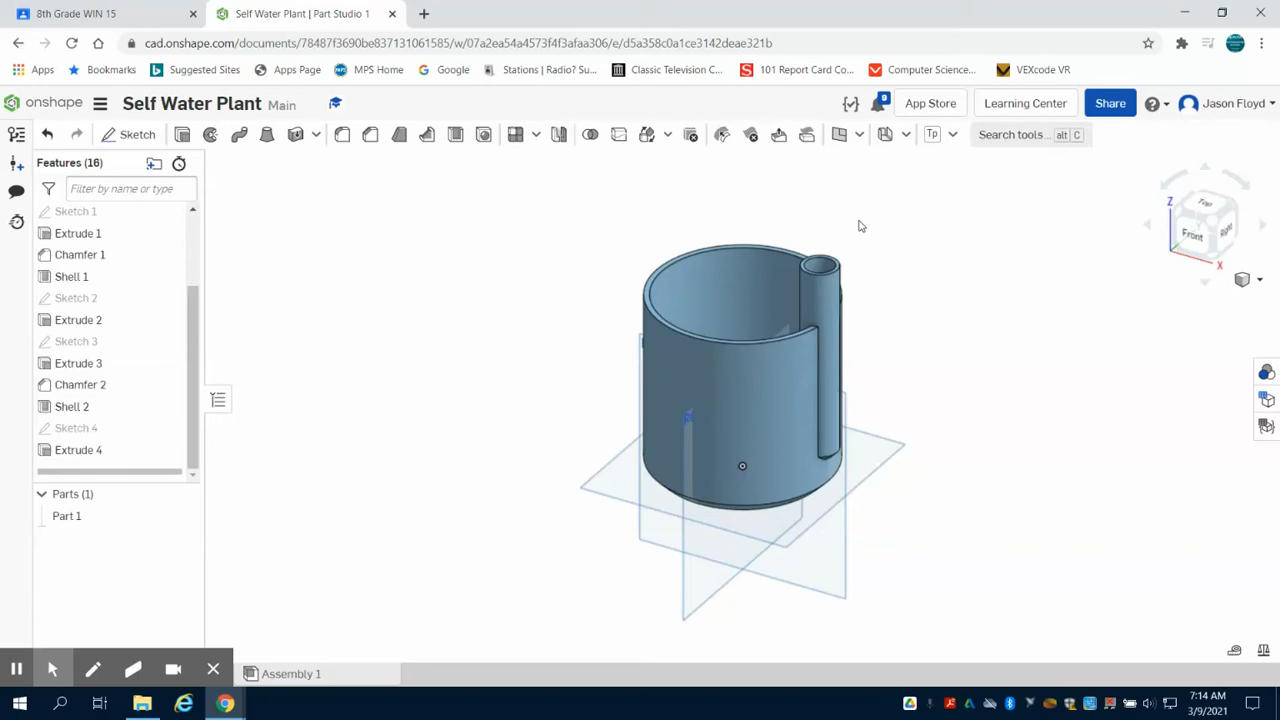 8th Grade WIN 15
Self Water Plant | Part Studio 1
cad.onshape.com/documents/78487f3690be837131061585/w/07a2ea54a4573f4f3afaa306/e/d5a358c0a1ce3142deae321b
Apps
Bookmarks
Suggested Sites
Apps Page
MPS Home
Google
Stations | Radio? Su...
Classic Television C...
101 Report Card Co...
Computer Science...
VEXcode VR
onshape
Self Water Plant Main
9
App Store
Learning Center
Share
Jason Floyd
Sketch
Tp
Search tools... alt C
Features (16)
Filter by name or type
Sketch 1
Extrude 1
Chamfer 1
Shell 1
Sketch 2
Extrude 2
Sketch 3
Extrude 3
Chamfer 2
Shell 2
Sketch 4
Extrude 4
Parts (1)
Part 1
Z
Top
Front
Right
X
Assembly 1
7:14 AM
3/9/2021